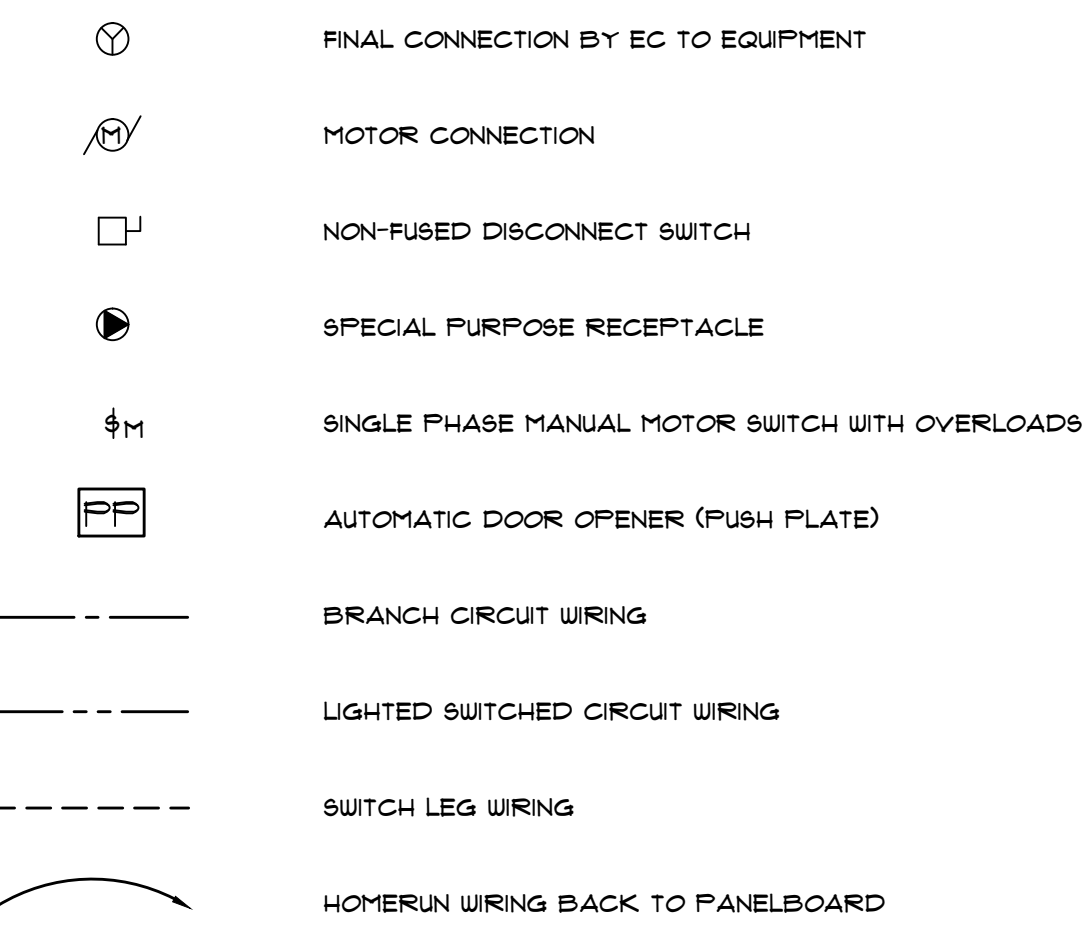 Y FINAL CONNECTION BY EC TO EQUIPMENT
M MOTOR CONNECTION
NON-FUSED DISCONNECT SWITCH
SPECIAL PURPOSE RECEPTACLE
$M SINGLE PHASE MANUAL MOTOR SWITCH WITH OVERLOADS
PP AUTOMATIC DOOR OPENER (PUSH PLATE)
BRANCH CIRCUIT WIRING
LIGHTED SWITCHED CIRCUIT WIRING
SWITCH LEG WIRING
HOMERUN WIRING BACK TO PANELBOARD